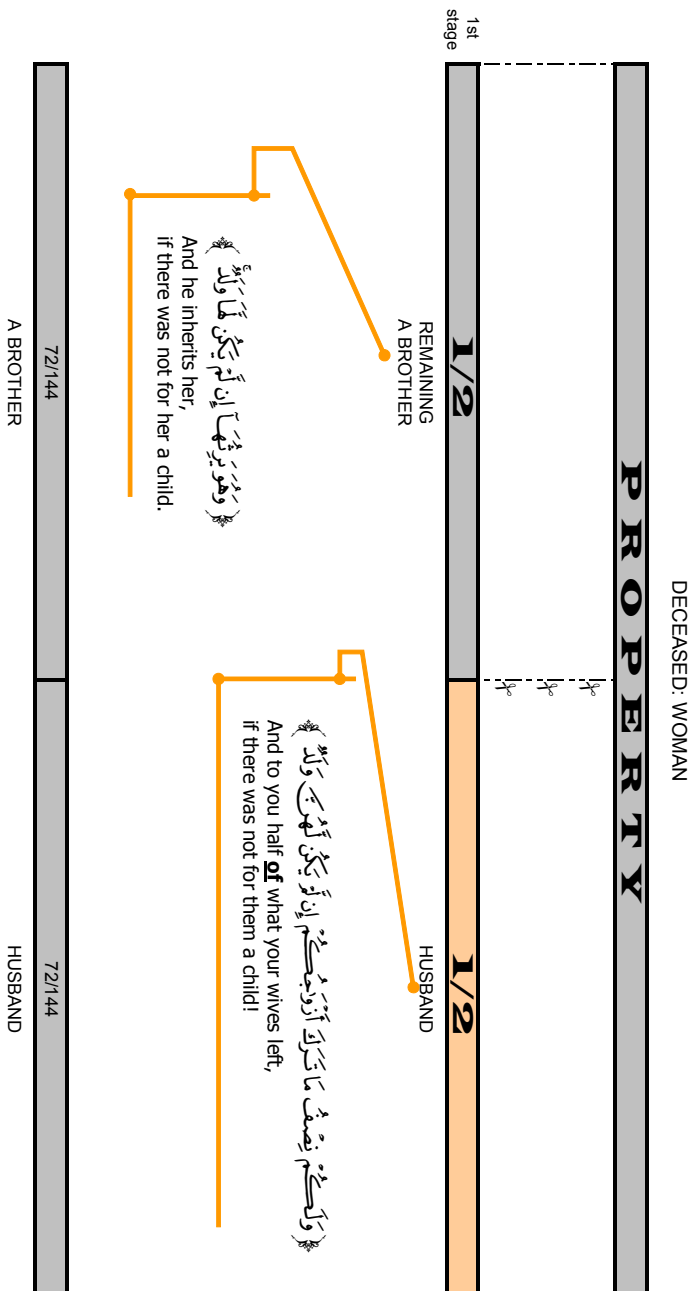 DECEASED: WOMAN
PROPERTY
1st
stage
1/2
1/2
REMAINING
A BROTHER
HUSBAND
﴿ وَهُوَ يَرِثُهَآ إِن لَّمْ يَكُن لَّهَا وَلَدٌ ۚ ﴾
And he inherits her,
if there was not for her a child.
﴿ وَلَكُمْ نِصْفُ مَا تَرَكَ أَزْوَٰجُكُمْ إِن لَّمْ يَكُن لَّهُنَّ وَلَدٌ ﴾
And to you half of what your wives left,
if there was not for them a child!
72/144
72/144
A BROTHER
HUSBAND